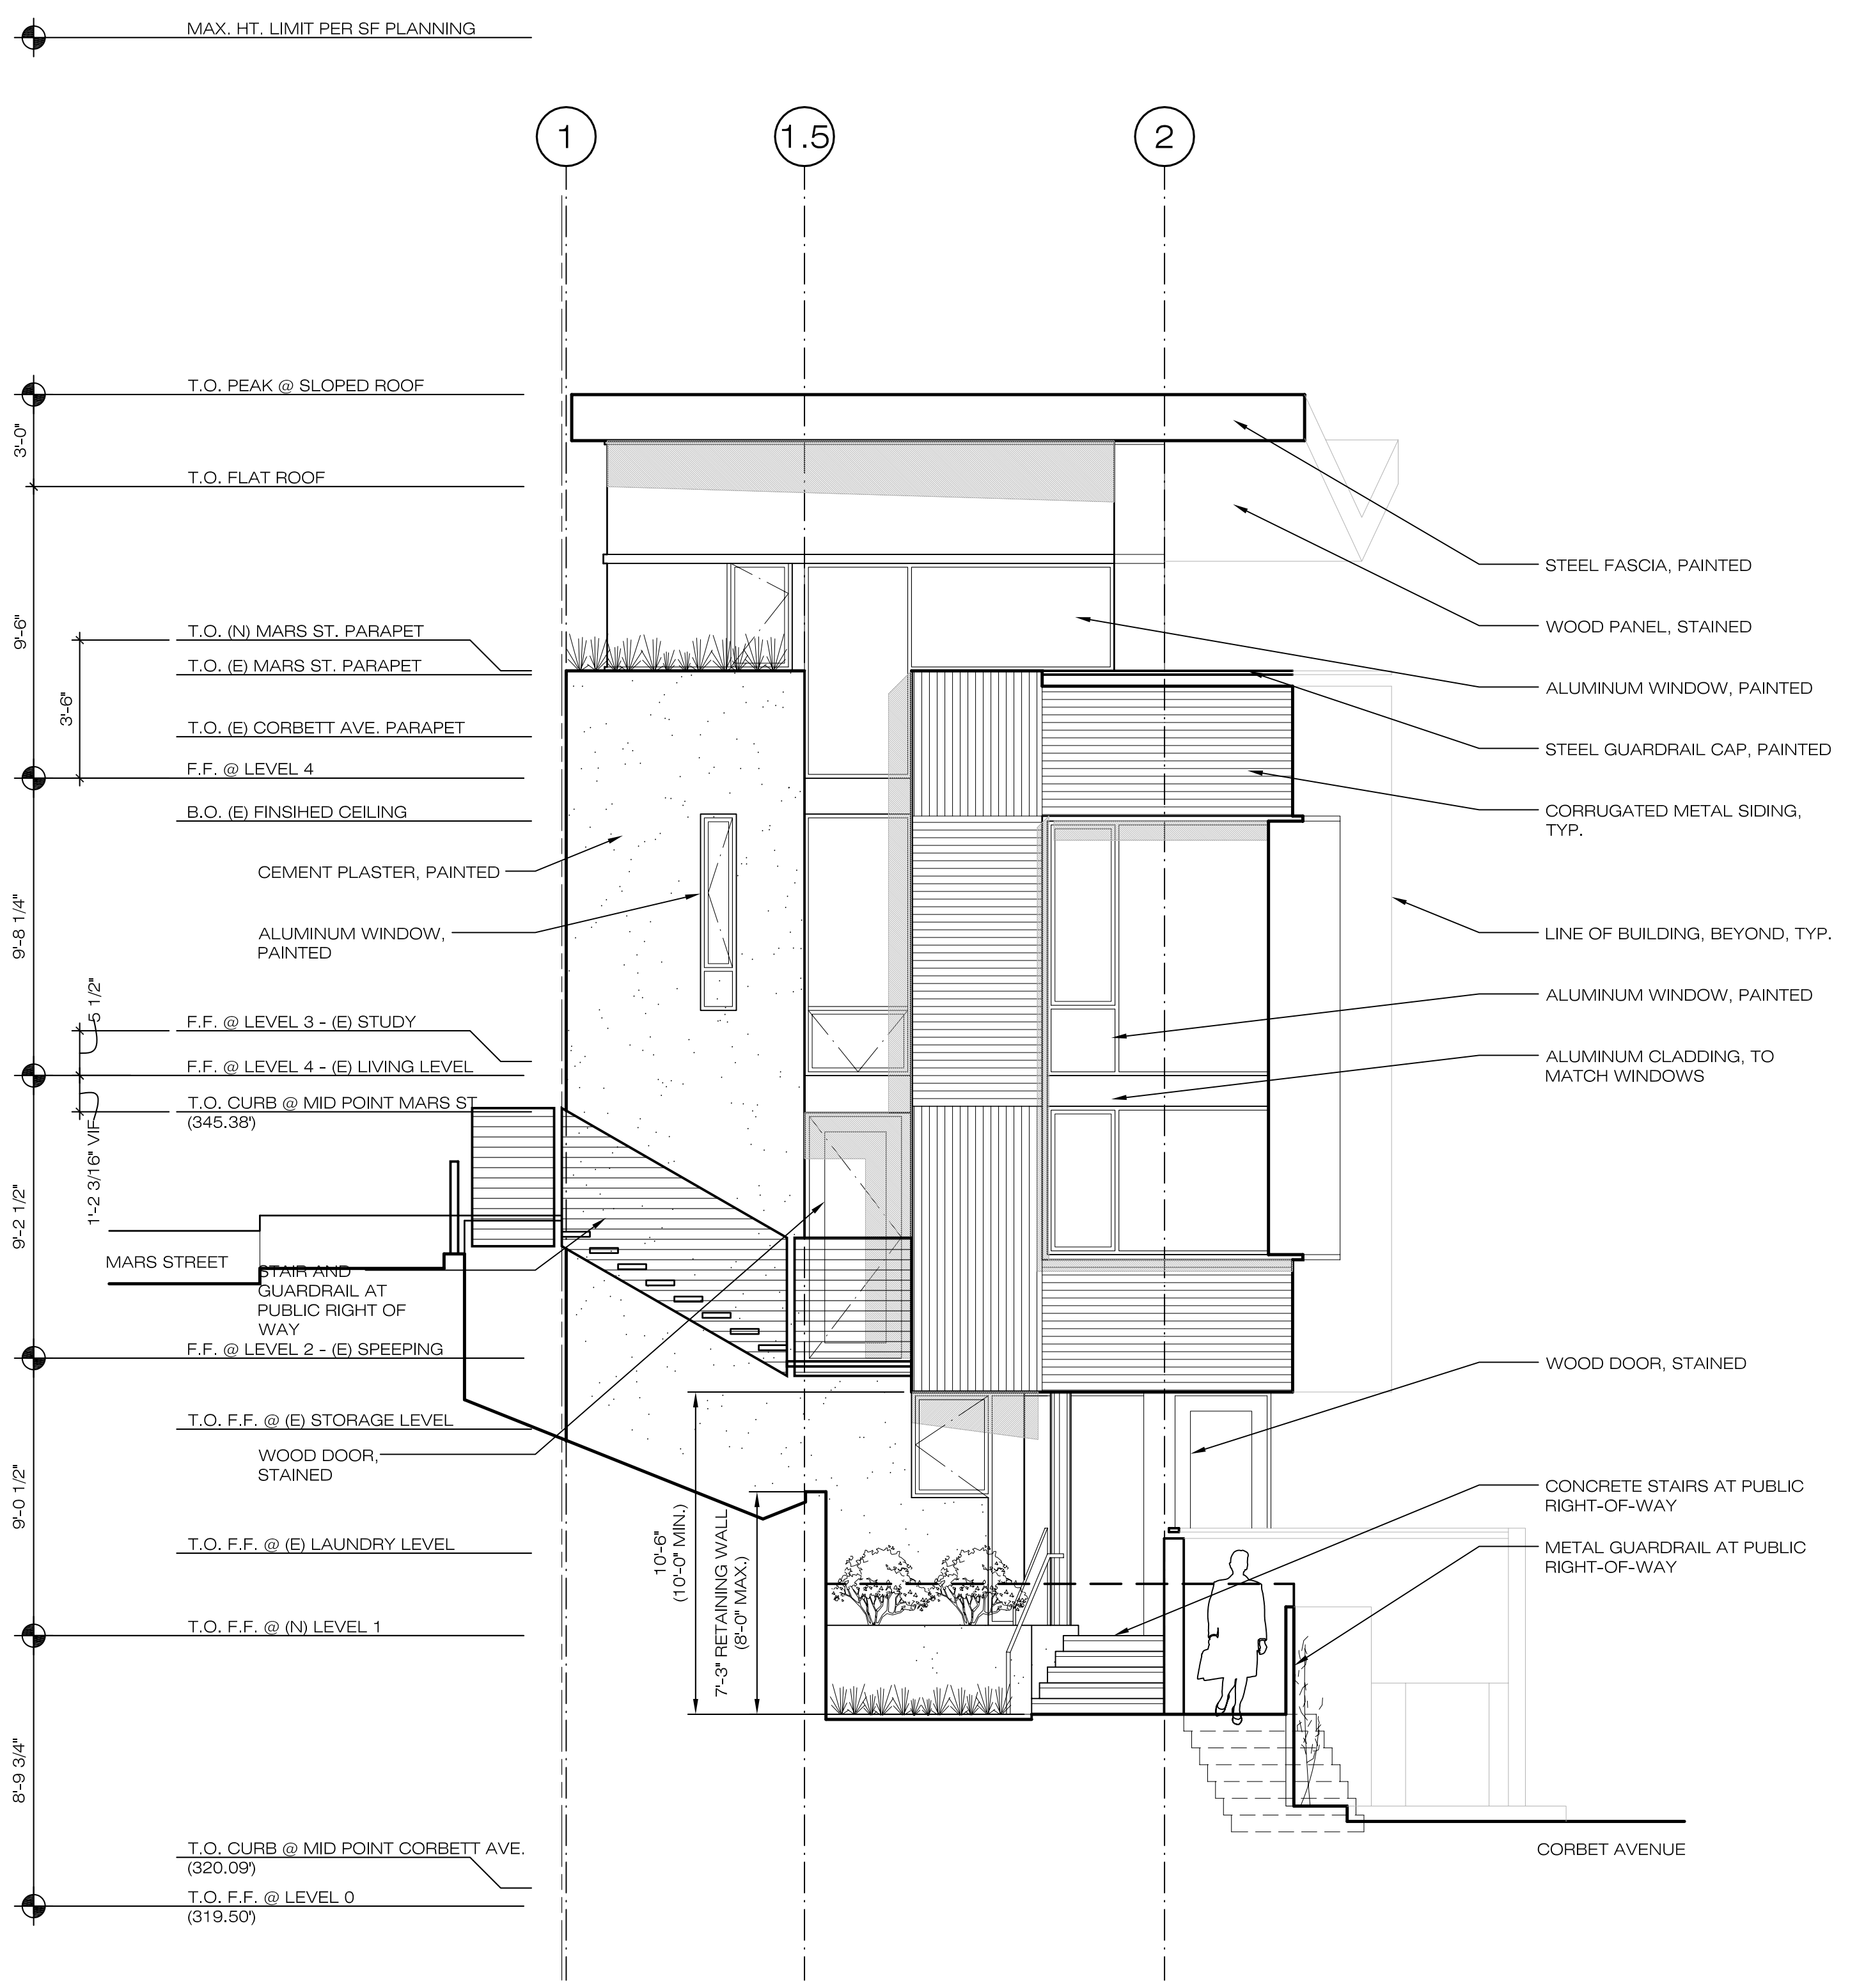 MAX. HT. LIMIT PER SF PLANNING
1
1.5
2
T.O. PEAK @ SLOPED ROOF
3'-0"
T.O. FLAT ROOF
9'-6"
T.O. (N) MARS ST. PARAPET
T.O. (E) MARS ST. PARAPET
3'-6"
T.O. (E) CORBETT AVE. PARAPET
F.F. @ LEVEL 4
B.O. (E) FINSIHED CEILING
CEMENT PLASTER, PAINTED
9'-8 1/4"
ALUMINUM WINDOW,
PAINTED
5 1/2"
F.F. @ LEVEL 3 - (E) STUDY
F.F. @ LEVEL 4 - (E) LIVING LEVEL
T.O. CURB @ MID POINT MARS ST
(345.38')
1'-2 3/16" VIF
9'-2 1/2"
MARS STREET
STAIR AND
GUARDRAIL AT
PUBLIC RIGHT OF
WAY
F.F. @ LEVEL 2 - (E) SPEEPING
T.O. F.F. @ (E) STORAGE LEVEL
WOOD DOOR,
STAINED
9'-0 1/2"
T.O. F.F. @ (E) LAUNDRY LEVEL
T.O. F.F. @ (N) LEVEL 1
8'-9 3/4"
T.O. CURB @ MID POINT CORBETT AVE.
(320.09')
T.O. F.F. @ LEVEL 0
(319.50')
10'-6"
(10'-0" MIN.)
7'-3" RETAINING WALL
(8'-0" MAX.)
STEEL FASCIA, PAINTED
WOOD PANEL, STAINED
ALUMINUM WINDOW, PAINTED
STEEL GUARDRAIL CAP, PAINTED
CORRUGATED METAL SIDING,
TYP.
LINE OF BUILDING, BEYOND, TYP.
ALUMINUM WINDOW, PAINTED
ALUMINUM CLADDING, TO
MATCH WINDOWS
WOOD DOOR, STAINED
CONCRETE STAIRS AT PUBLIC
RIGHT-OF-WAY
METAL GUARDRAIL AT PUBLIC
RIGHT-OF-WAY
CORBET AVENUE